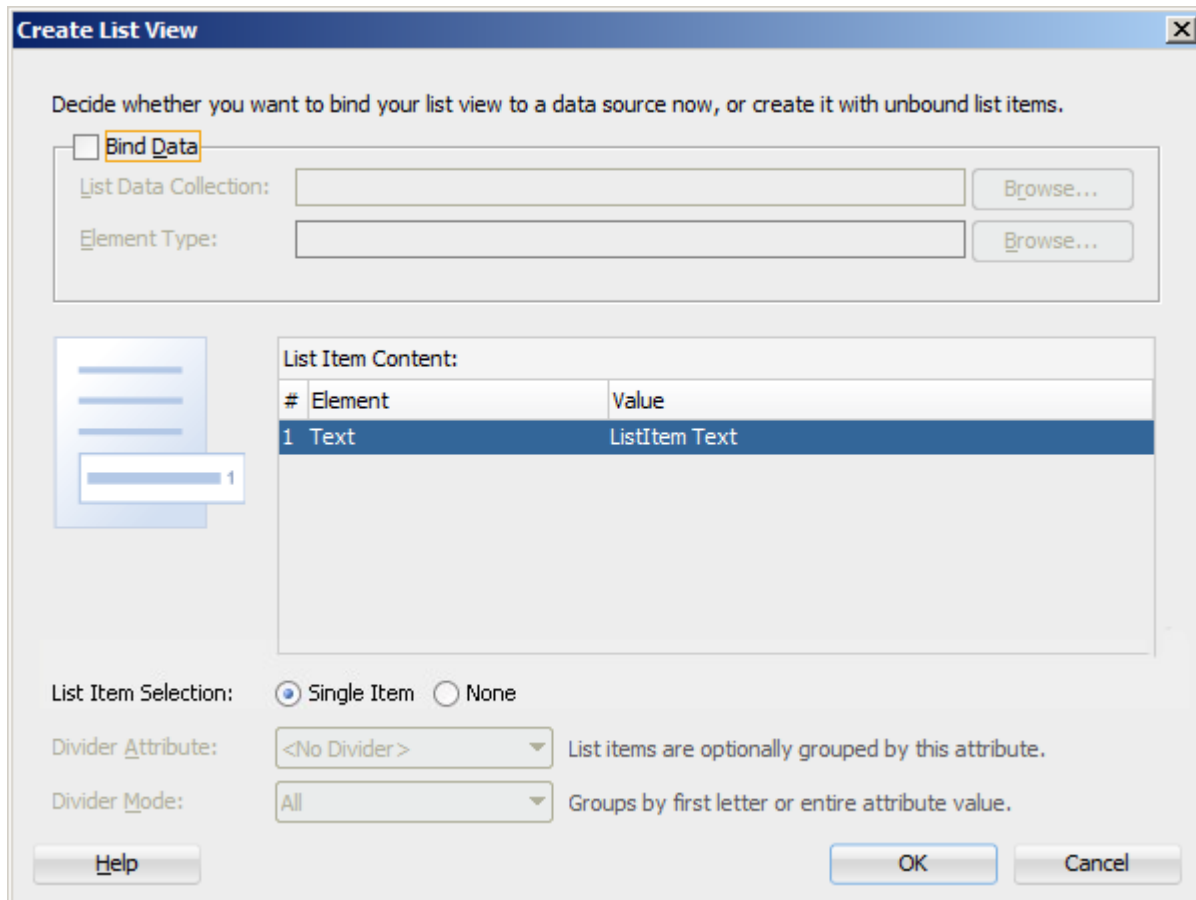 Create List View
Decide whether you want to bind your list view to a data source now, or create it with unbound list items.
Bind Data
List Data Collection: Browse...
Element Type: Browse...
List Item Content:
# Element Value
1 Text ListItem Text
1
List Item Selection: Single Item None
Divider Attribute: <No Divider> List items are optionally grouped by this attribute.
Divider Mode: All Groups by first letter or entire attribute value.
Help OK Cancel